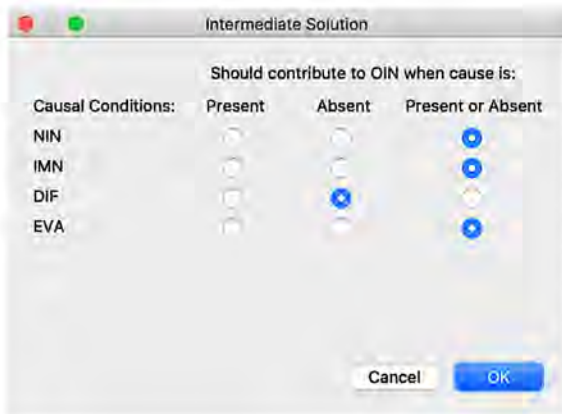 Intermediate Solution
Should contribute to OIN when cause is:
Causal Conditions: Present Absent Present or Absent
NIN
IMN
DIF
EVA
Cancel OK